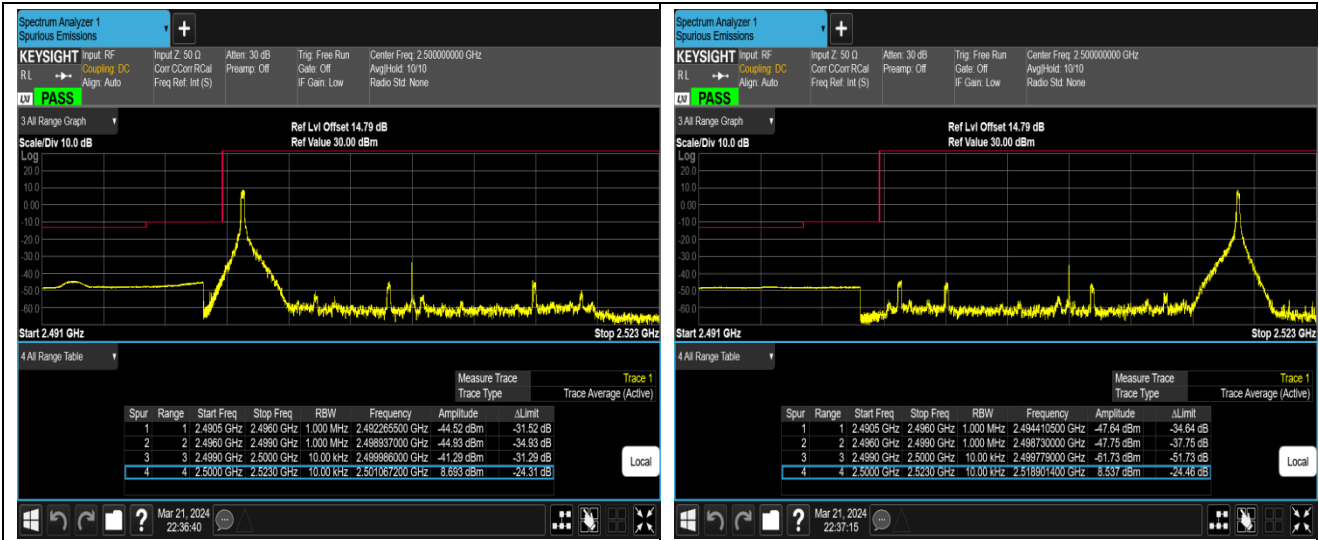 Spectrum Analyzer 1
Spurious Emissions
+
KEYSIGHT Input: RF Input Z: 50 Ω Atten: 30 dB Trig: Free Run Center Freq: 2.500000000 GHz
RL Coupling: DC Corr CCorr RCal Preamp: Off Gate: Off Avg|Hold: 10/10
Align: Auto Freq Ref: Int (S) IF Gain: Low Radio Std: None
LXI PASS
3 All Range Graph
Ref Lvl Offset 14.79 dB
Scale/Div 10.0 dB Ref Value 30.00 dBm
Log
20.0
10.0
0.00
-10.0
-20.0
-30.0
-40.0
-50.0
-60.0
Start 2.491 GHz Stop 2.523 GHz
4 All Range Table
Measure Trace Trace 1
Trace Type Trace Average (Active)
Spur Range Start Freq Stop Freq RBW Frequency Amplitude ΔLimit
1 1 2.4905 GHz 2.4960 GHz 1.000 MHz 2.492265500 GHz -44.52 dBm -31.52 dB
2 2 2.4960 GHz 2.4990 GHz 1.000 MHz 2.498937000 GHz -44.93 dBm -34.93 dB
3 3 2.4990 GHz 2.5000 GHz 10.00 kHz 2.499986000 GHz -41.29 dBm -31.29 dB
4 4 2.5000 GHz 2.5230 GHz 10.00 kHz 2.501067200 GHz 8.693 dBm -24.31 dB
Local
? Mar 21, 2024
22:36:40
Spectrum Analyzer 1
Spurious Emissions
+
KEYSIGHT Input: RF Input Z: 50 Ω Atten: 30 dB Trig: Free Run Center Freq: 2.500000000 GHz
RL Coupling: DC Corr CCorr RCal Preamp: Off Gate: Off Avg|Hold: 10/10
Align: Auto Freq Ref: Int (S) IF Gain: Low Radio Std: None
LXI PASS
3 All Range Graph
Ref Lvl Offset 14.79 dB
Scale/Div 10.0 dB Ref Value 30.00 dBm
Log
20.0
10.0
0.00
-10.0
-20.0
-30.0
-40.0
-50.0
-60.0
Start 2.491 GHz Stop 2.523 GHz
4 All Range Table
Measure Trace Trace 1
Trace Type Trace Average (Active)
Spur Range Start Freq Stop Freq RBW Frequency Amplitude ΔLimit
1 1 2.4905 GHz 2.4960 GHz 1.000 MHz 2.494410500 GHz -47.64 dBm -34.64 dB
2 2 2.4960 GHz 2.4990 GHz 1.000 MHz 2.498730000 GHz -47.75 dBm -37.75 dB
3 3 2.4990 GHz 2.5000 GHz 10.00 kHz 2.499779000 GHz -61.73 dBm -51.73 dB
4 4 2.5000 GHz 2.5230 GHz 10.00 kHz 2.518901400 GHz 8.537 dBm -24.46 dB
Local
? Mar 21, 2024
22:37:15